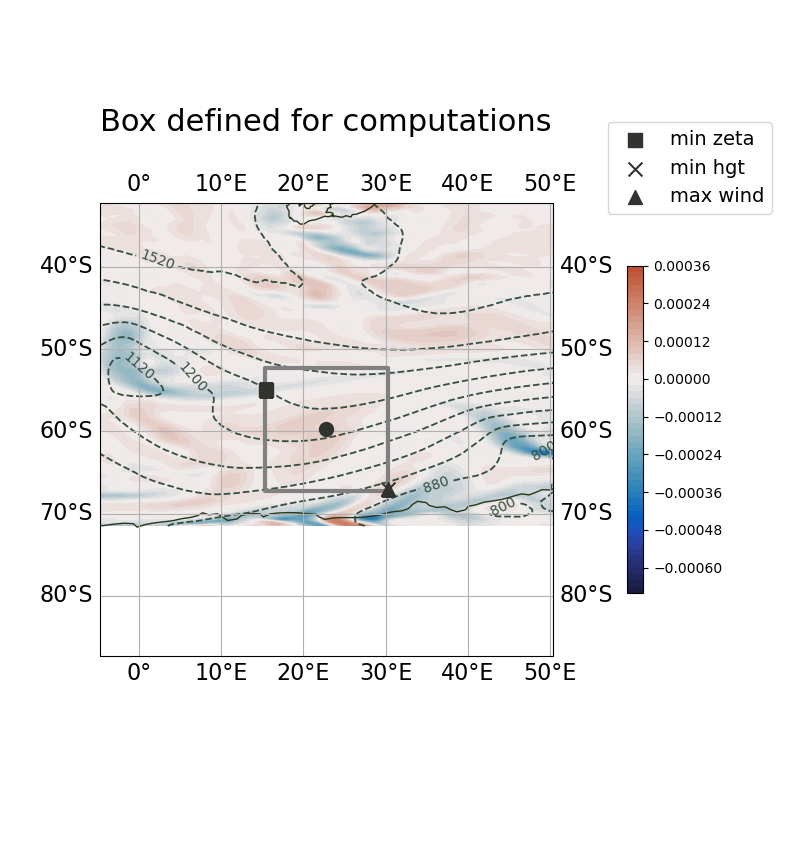 Box defined for computations
min zeta
min hgt
max wind
0° 10°E 20°E 30°E 40°E 50°E
40°S 40°S
50°S 50°S
60°S 60°S
70°S 70°S
80°S 80°S
0° 10°E 20°E 30°E 40°E 50°E
1520
1120
1200
880
800
800
0.00036
0.00024
0.00012
0.00000
−0.00012
−0.00024
−0.00036
−0.00048
−0.00060